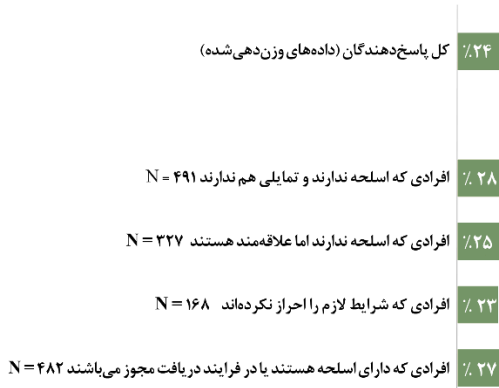 ٪۲۴ کل پاسخ‌دهندگان (داده‌های وزن‌دهی‌شده)
٪ ۲۸ افرادی که اسلحه ندارند و تمایلی هم ندارند N = ۴۹۱
٪۲۵ افرادی که اسلحه ندارند اما علاقه‌مند هستند N = ۳۲۷
٪ ۲۳ افرادی که شرایط لازم را احراز نکرده‌اند N = ۱۶۸
٪ ۲۷ افرادی که دارای اسلحه هستند یا در فرایند دریافت مجوز می‌باشند N = ۴۸۲